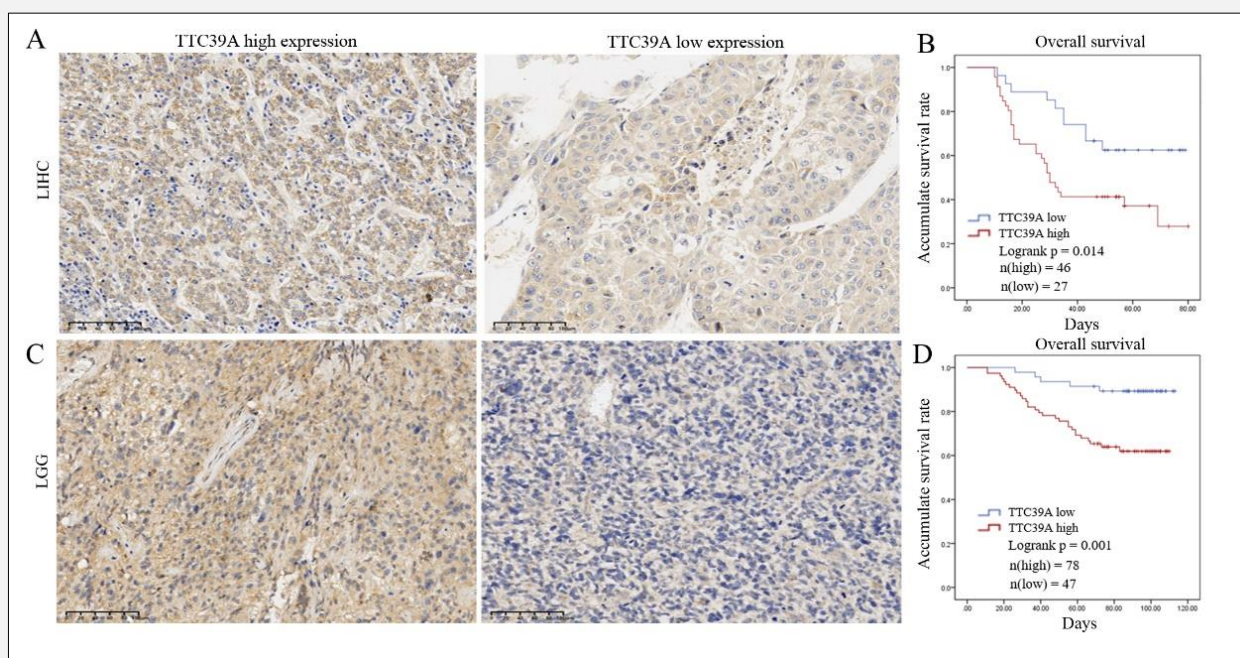 A
TTC39A high expression
TTC39A low expression
LIHC
B
Overall survival
Accumulate survival rate
1.0
0.8
0.6
0.4
0.2
0.0
TTC39A low
TTC39A high
Logrank p = 0.014
n(high) = 46
n(low) = 27
.00
20.00
40.00
60.00
80.00
Days
C
LGG
D
Overall survival
Accumulate survival rate
1.0
0.8
0.6
0.4
0.2
0.0
TTC39A low
TTC39A high
Logrank p = 0.001
n(high) = 78
n(low) = 47
.00
20.00
40.00
60.00
80.00
100.00
120.00
Days